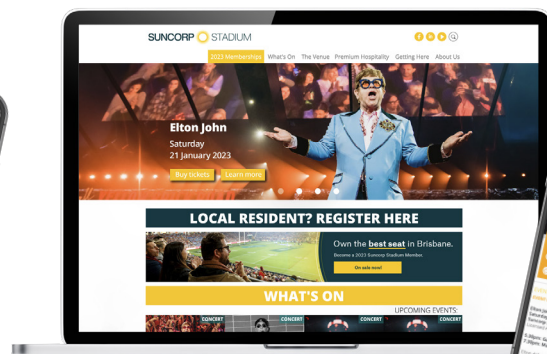 SUNCORP STADIUM
2023 Memberships What's On The Venue Premium Hospitality Getting Here About Us
Elton John
Saturday
21 January 2023
Buy tickets Learn more
LOCAL RESIDENT? REGISTER HERE
Own the best seat in Brisbane.
Become a 2023 Suncorp Stadium Member.
On sale now!
WHAT'S ON
UPCOMING EVENTS:
CONCERT CONCERT CONCERT CONCERT